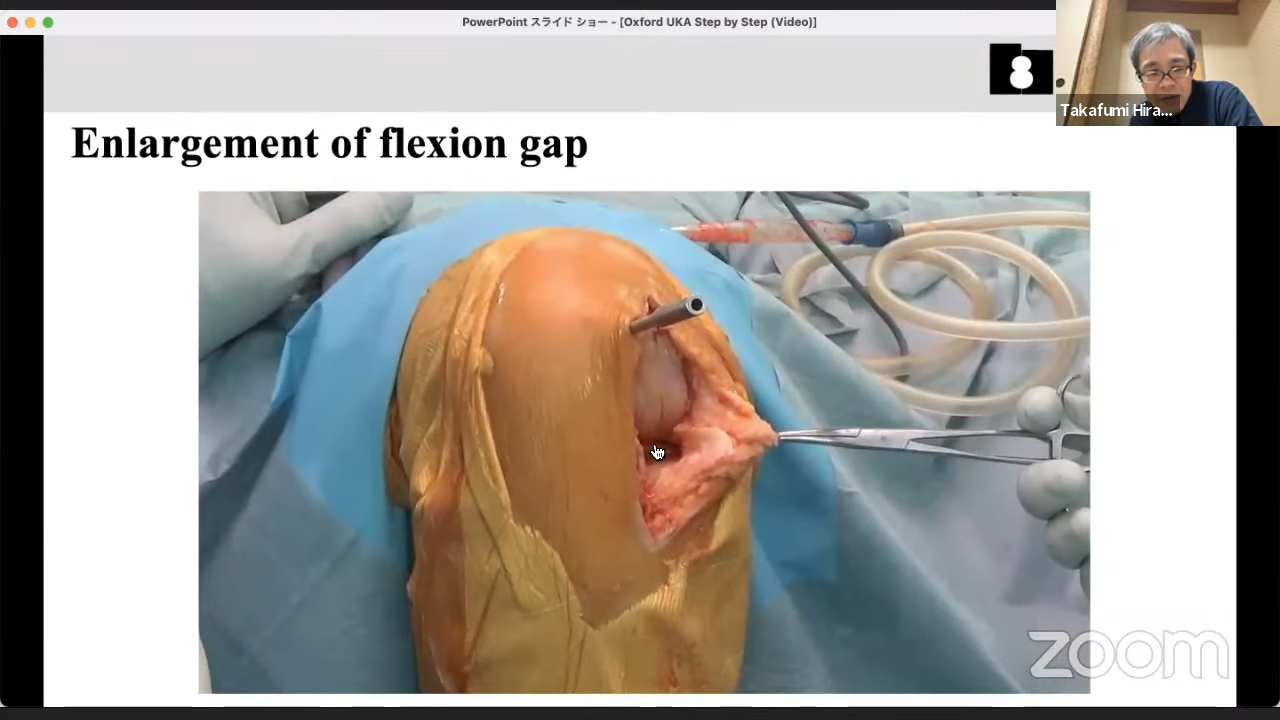 PowerPoint スライド ショー - [Oxford UKA Step by Step (Video)]
Takafumi Hira...
Enlargement of flexion gap
zoom